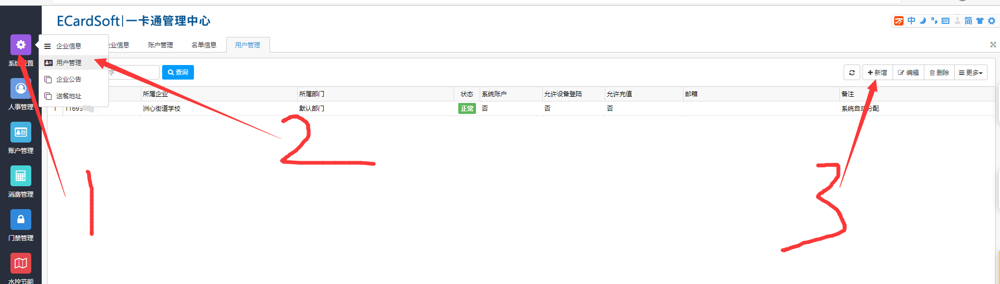 ECardSoft|一卡通管理中心
中 简
企业信息 企业信息 账户管理 名单信息 用户管理
系统设置
用户管理
查询 新增 编辑 删除 更多
企业公告
送餐地址
所属企业 所属部门 状态 系统账户 允许设备登陆 允许充值 邮箱 备注
人事管理
1 11693 洲心街道学校 默认部门 正常 否 否 否 系统自动分配
账户管理
消费管理
门禁管理
水控节能
1
2
3